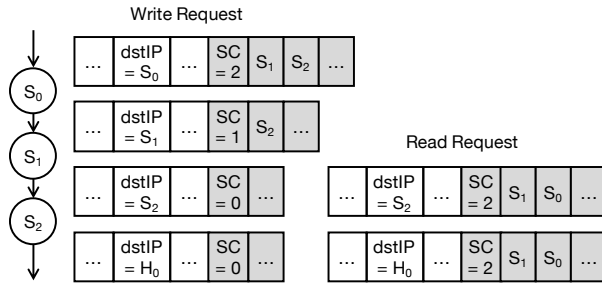 Write Request
... dstIP = S0 ... SC = 2 S1 S2 ...
S0
... dstIP = S1 ... SC = 1 S2 ...
S1
Read Request
... dstIP = S2 ... SC = 0 ...
... dstIP = S2 ... SC = 2 S1 S0 ...
S2
... dstIP = H0 ... SC = 0 ...
... dstIP = H0 ... SC = 2 S1 S0 ...